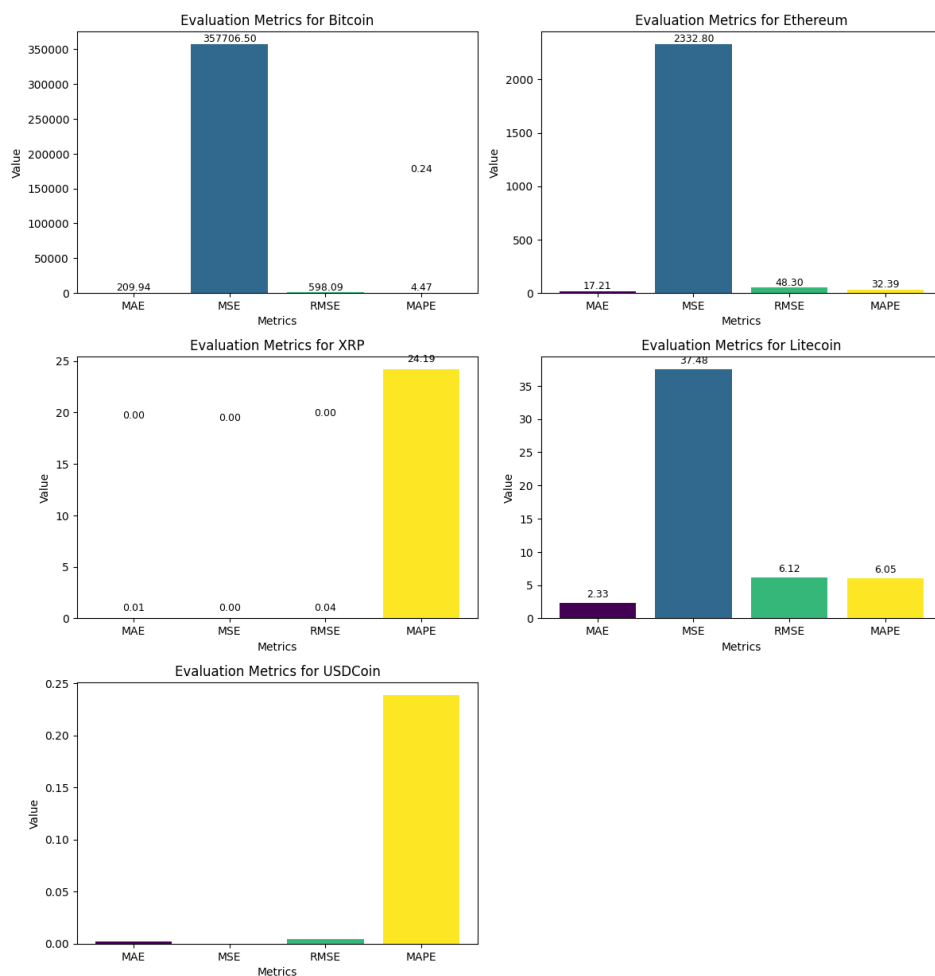 Evaluation Metrics for Bitcoin
357706.50
350000
300000
250000
200000
150000
100000
50000
0
Value
0.24
209.94
598.09
4.47
MAE MSE RMSE MAPE
Metrics
Evaluation Metrics for Ethereum
2332.80
2000
1500
1000
500
0
Value
17.21
48.30
32.39
MAE MSE RMSE MAPE
Metrics
Evaluation Metrics for XRP
24.19
25
20
15
10
5
0
Value
0.00
0.00
0.00
0.01
0.00
0.04
MAE MSE RMSE MAPE
Metrics
Evaluation Metrics for Litecoin
37.48
35
30
25
20
15
10
5
0
Value
2.33
6.12
6.05
MAE MSE RMSE MAPE
Metrics
Evaluation Metrics for USDCoin
0.25
0.20
0.15
0.10
0.05
0.00
Value
MAE MSE RMSE MAPE
Metrics